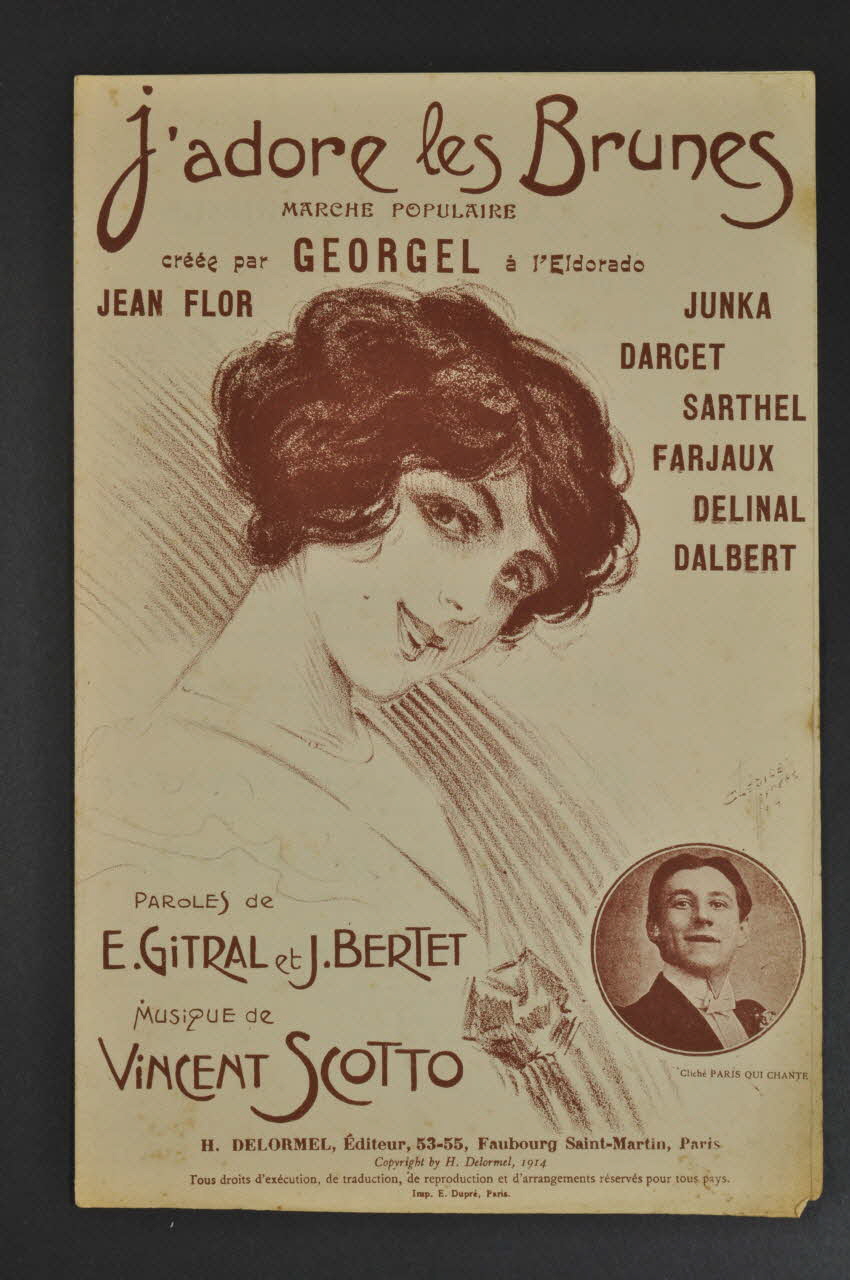 J'adore les Brunes
MARCHE POPULAIRE
créée par GEORGEL à l'Eldorado
JEAN FLOR
JUNKA
DARCET
SARTHEL
FARJAUX
DELINAL
DALBERT
PAROLES de
E. GITRAL et J. BERTET
MUSIQUE de
VINCENT SCOTTO
Cliché PARIS QUI CHANTE
H. DELORMEL, Éditeur, 53-55, Faubourg Saint-Martin, Paris
Copyright by H. Delormel, 1914
Tous droits d'exécution, de traduction, de reproduction et d'arrangements réservés pour tous pays.
Imp. E. Dupré, Paris.